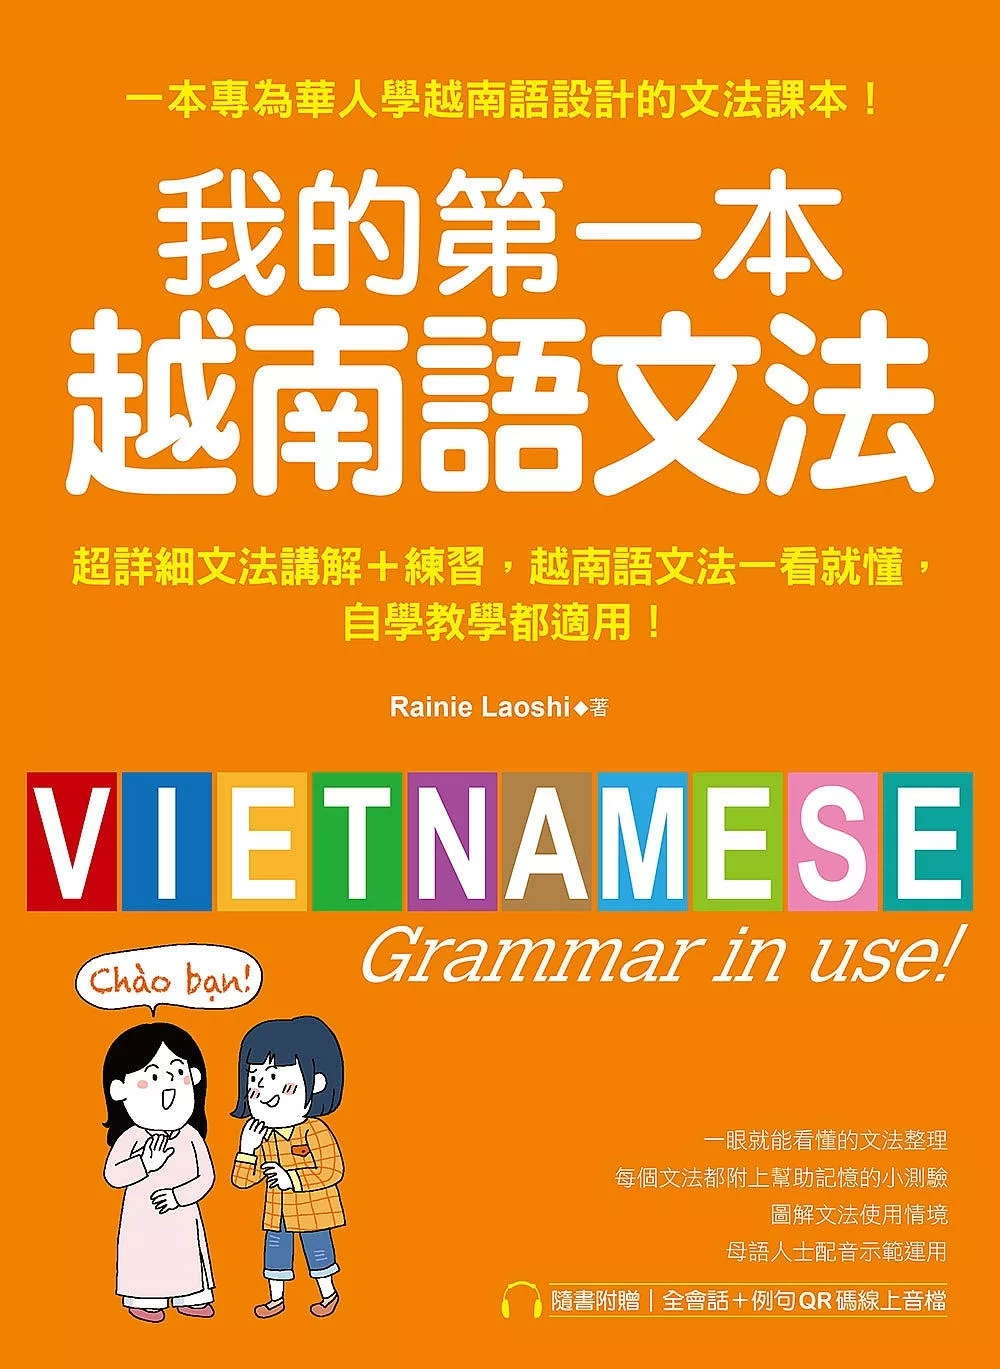 一本專為華人學越南語設計的文法課本！
我的第一本
越南語文法
超詳細文法講解＋練習，越南語文法一看就懂，
自學教學都適用！
Rainie Laoshi◆著
VIETNAMESE
Grammar in use!
Chào bạn!
一眼就能看懂的文法整理
每個文法都附上幫助記憶的小測驗
圖解文法使用情境
母語人士配音示範運用
隨書附贈｜全會話＋例句QR碼線上音檔